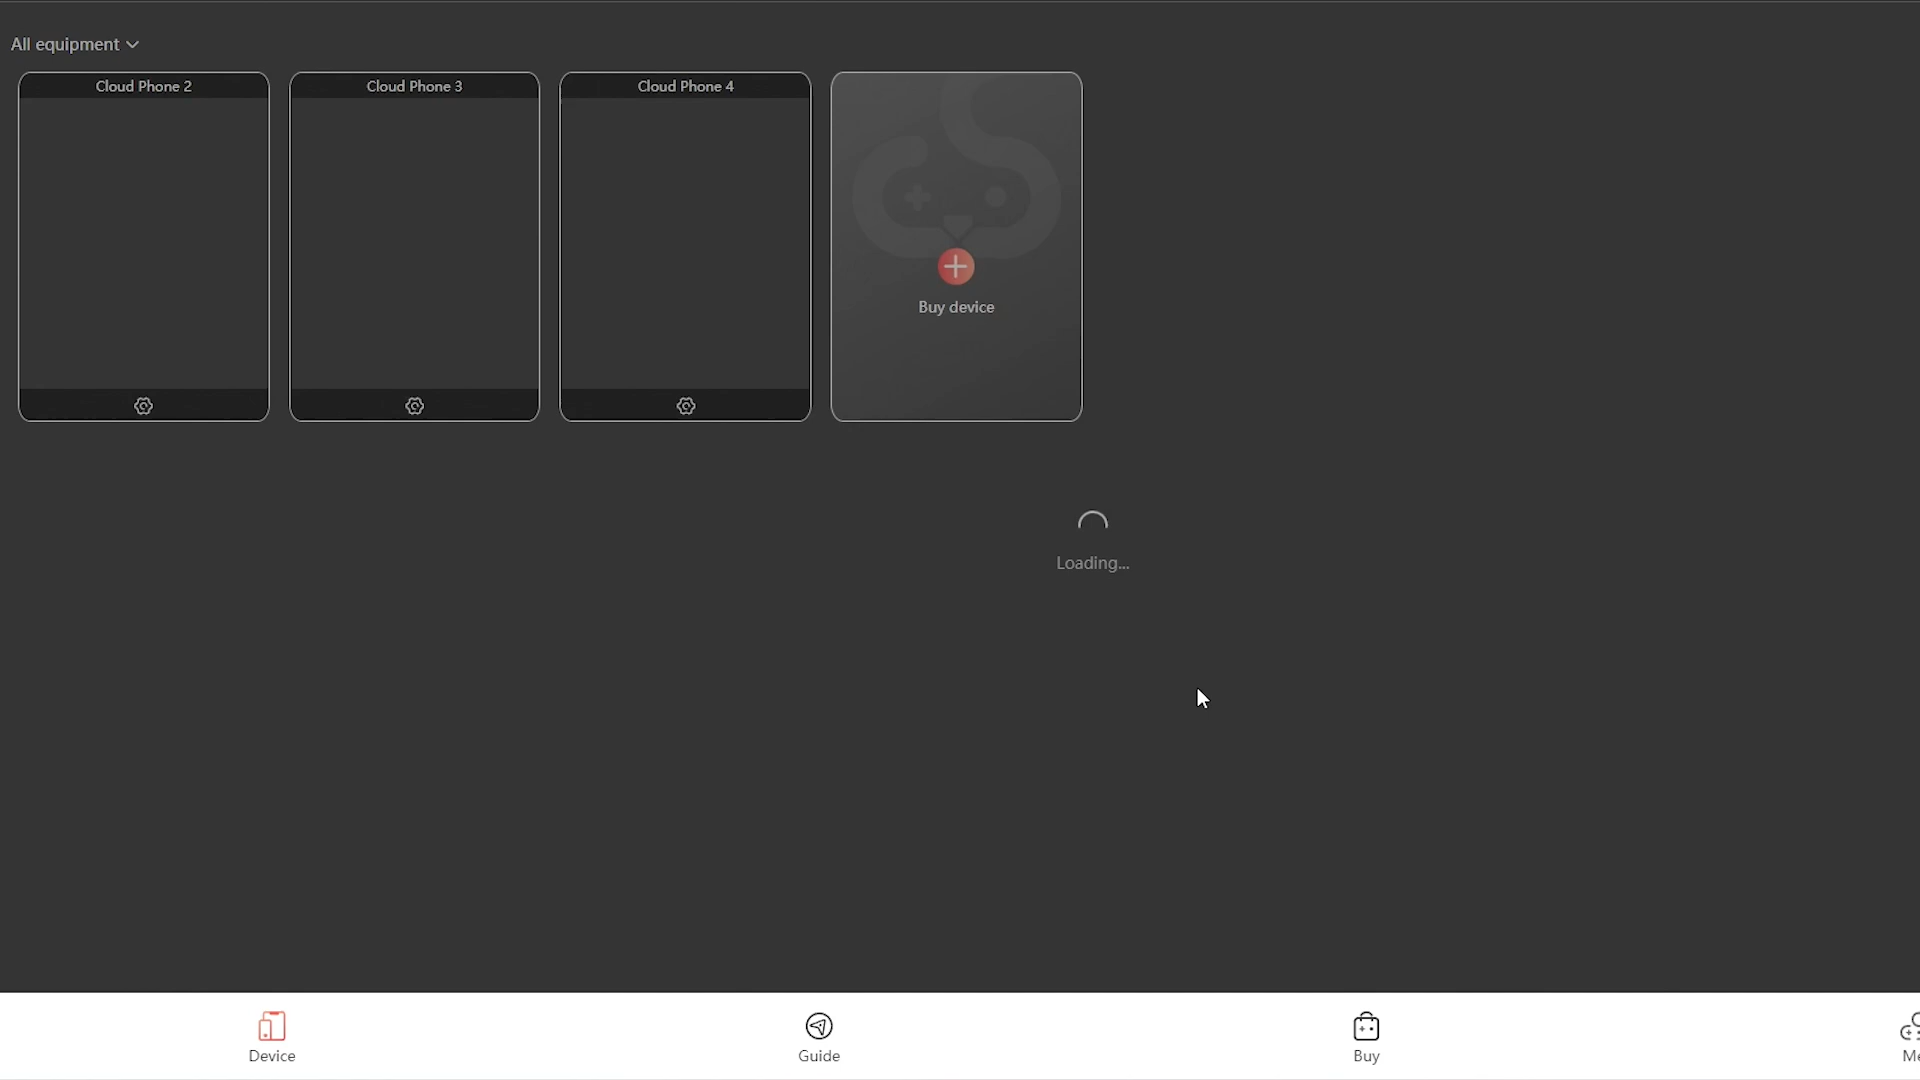 All equipment
Cloud Phone 2
Cloud Phone 3
Cloud Phone 4
Buy device
Loading...
Device
Guide
Buy